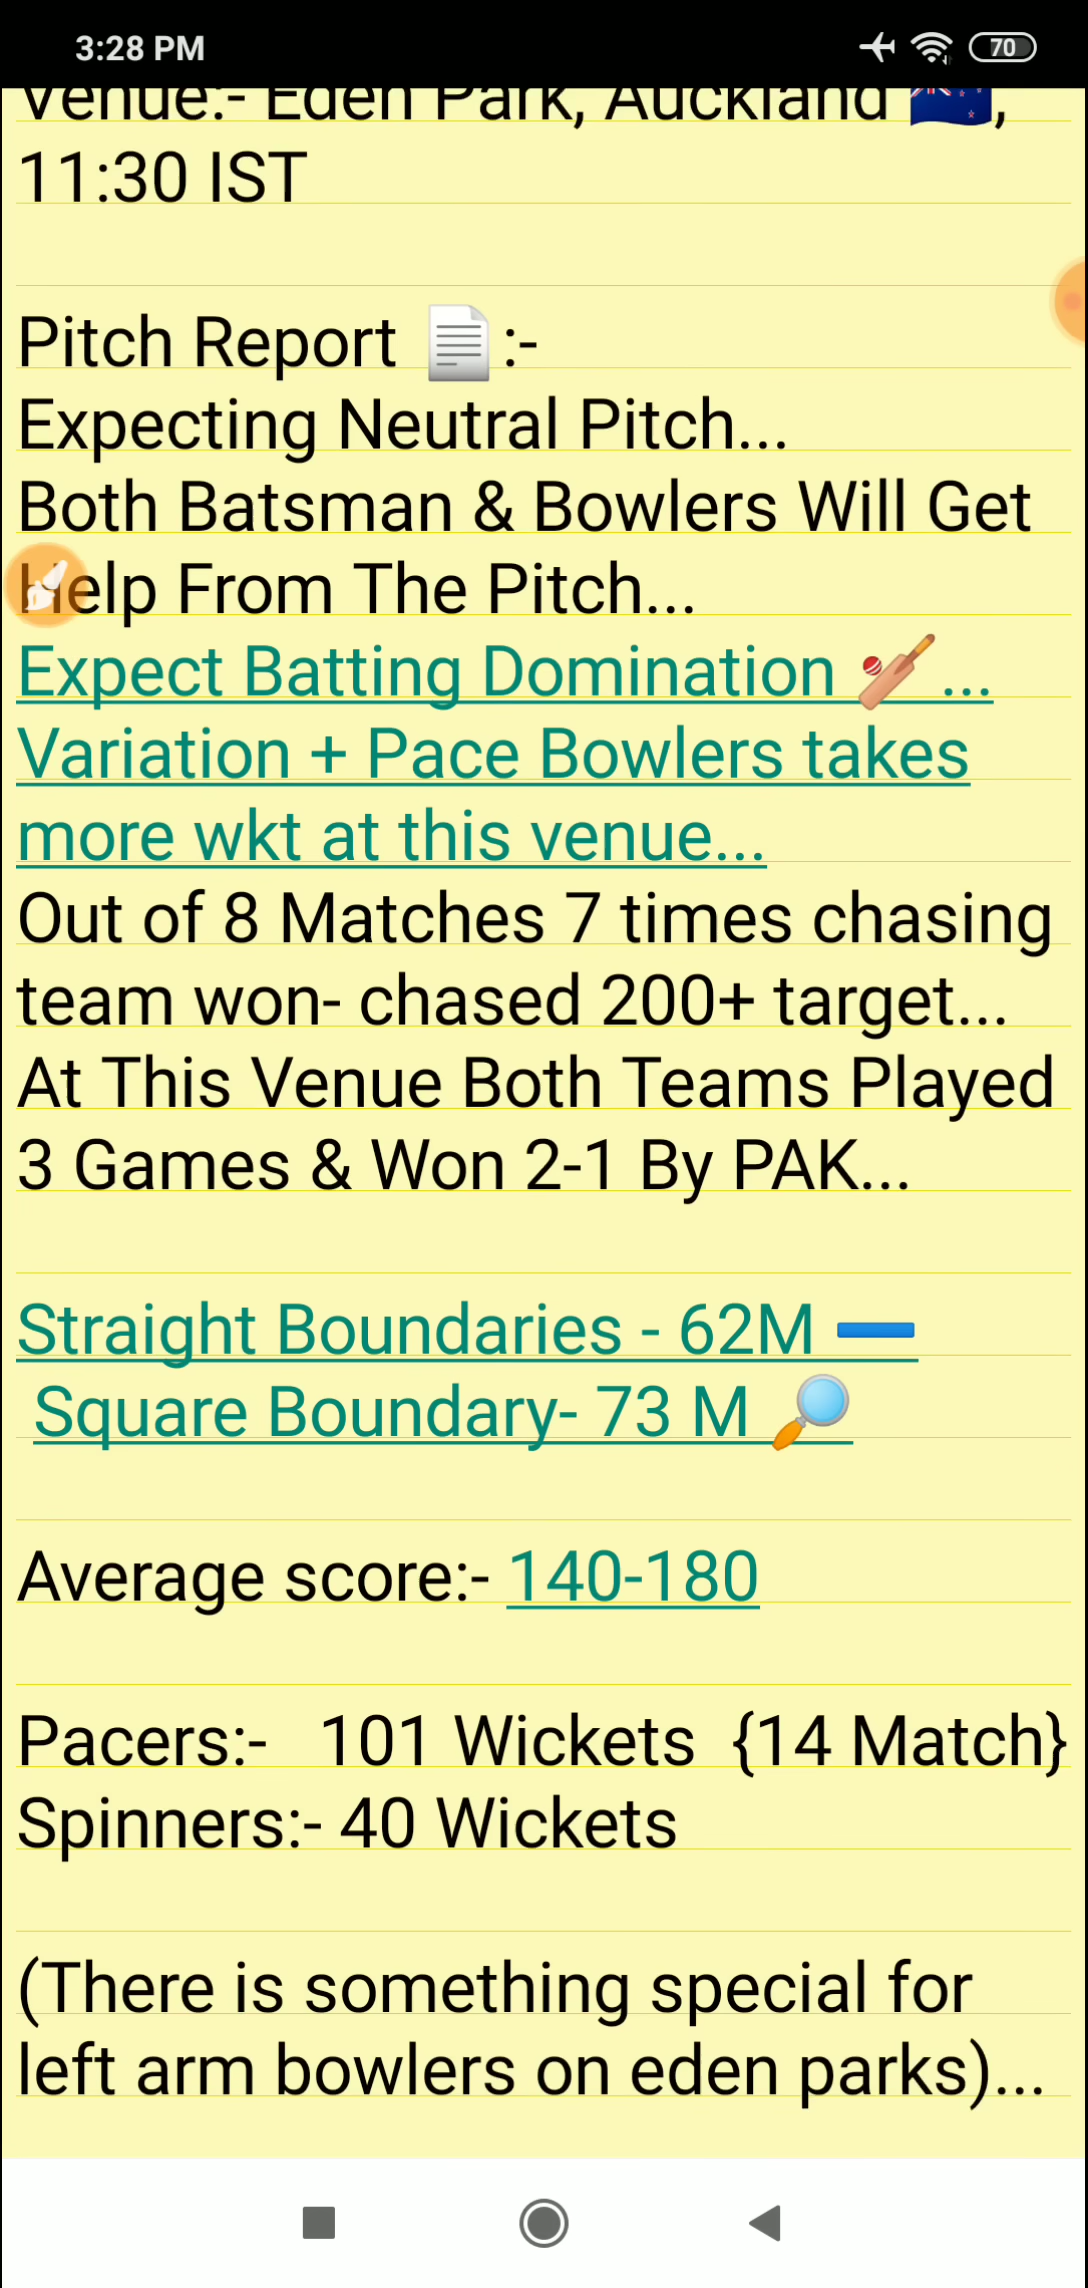 3:28 PM
70
Venue:- Eden Park, Auckland 🇳🇿,
11:30 IST
Pitch Report 📄:-
Expecting Neutral Pitch...
Both Batsman & Bowlers Will Get
Help From The Pitch...
Expect Batting Domination 🏏...
Variation + Pace Bowlers takes
more wkt at this venue...
Out of 8 Matches 7 times chasing
team won- chased 200+ target...
At This Venue Both Teams Played
3 Games & Won 2-1 By PAK...
Straight Boundaries - 62M ➖
Square Boundary- 73 M 🔎
Average score:- 140-180
Pacers:- 101 Wickets {14 Match}
Spinners:- 40 Wickets
(There is something special for
left arm bowlers on eden parks)...